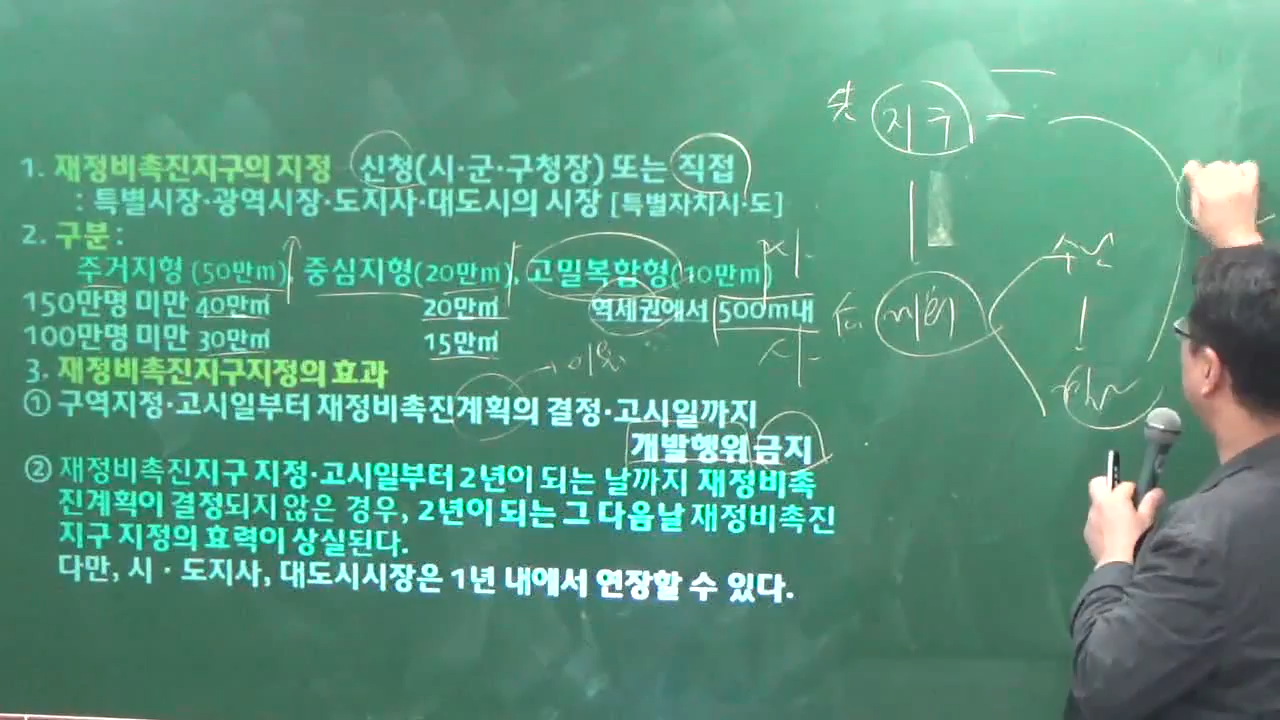 1. 재정비촉진지구의 지정 신청(시·군·구청장) 또는 직접
: 특별시장·광역시장·도지사·대도시의 시장 [특별자치시·도]
2. 구분 :
주거지형 (50만㎡), 중심지형(20만㎡), 고밀복합형(10만㎡)
150만명 미만 40만㎡ 20만㎡ 역세권에서 500m내
100만명 미만 30만㎡ 15만㎡
3. 재정비촉진지구지정의 효과
① 구역지정·고시일부터 재정비촉진계획의 결정·고시일까지
개발행위 금지
② 재정비촉진지구 지정·고시일부터 2년이 되는 날까지 재정비촉
진계획이 결정되지 않은 경우, 2년이 되는 그 다음날 재정비촉진
지구 지정의 효력이 상실된다.
다만, 시·도지사, 대도시시장은 1년 내에서 연장할 수 있다.
지구